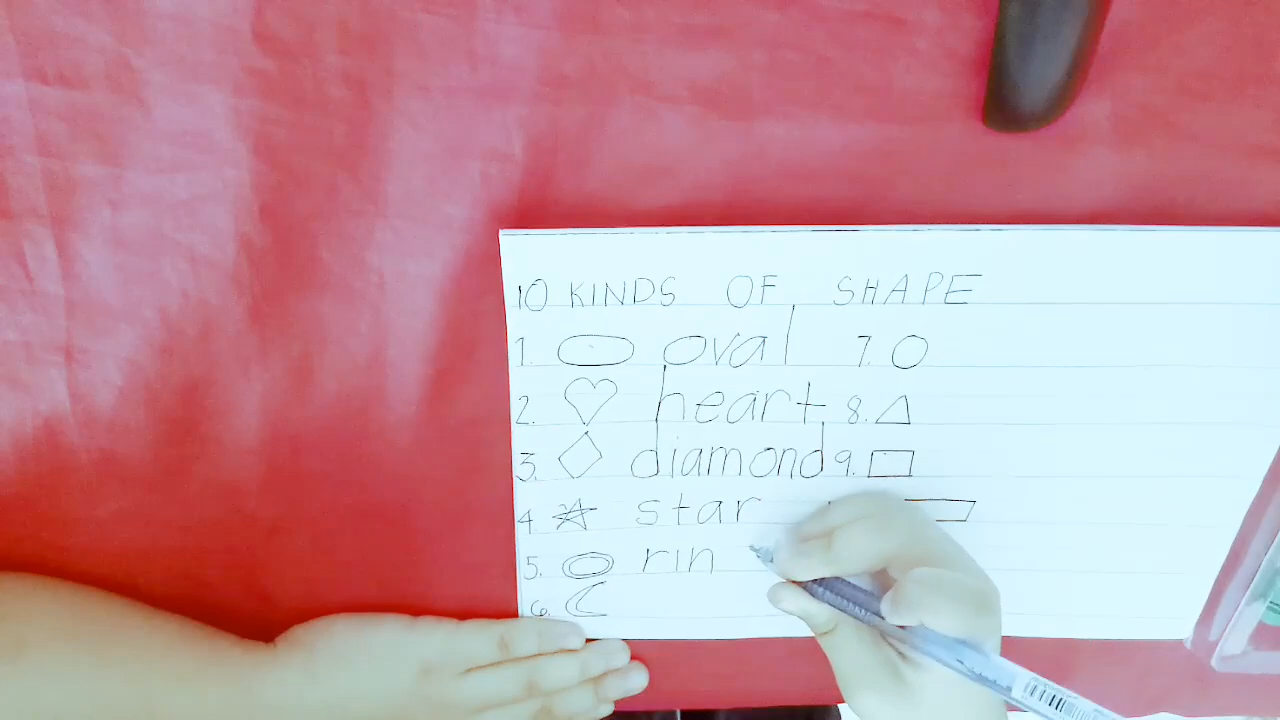 10 KINDS OF SHAPE
1. oval 7.
2. heart 8.
3. diamond 9.
4 star
5. rin
6.